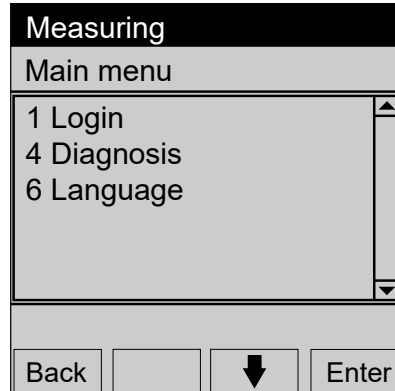 Measuring
Main menu
1 Login
4 Diagnosis
6 Language
Back
Enter